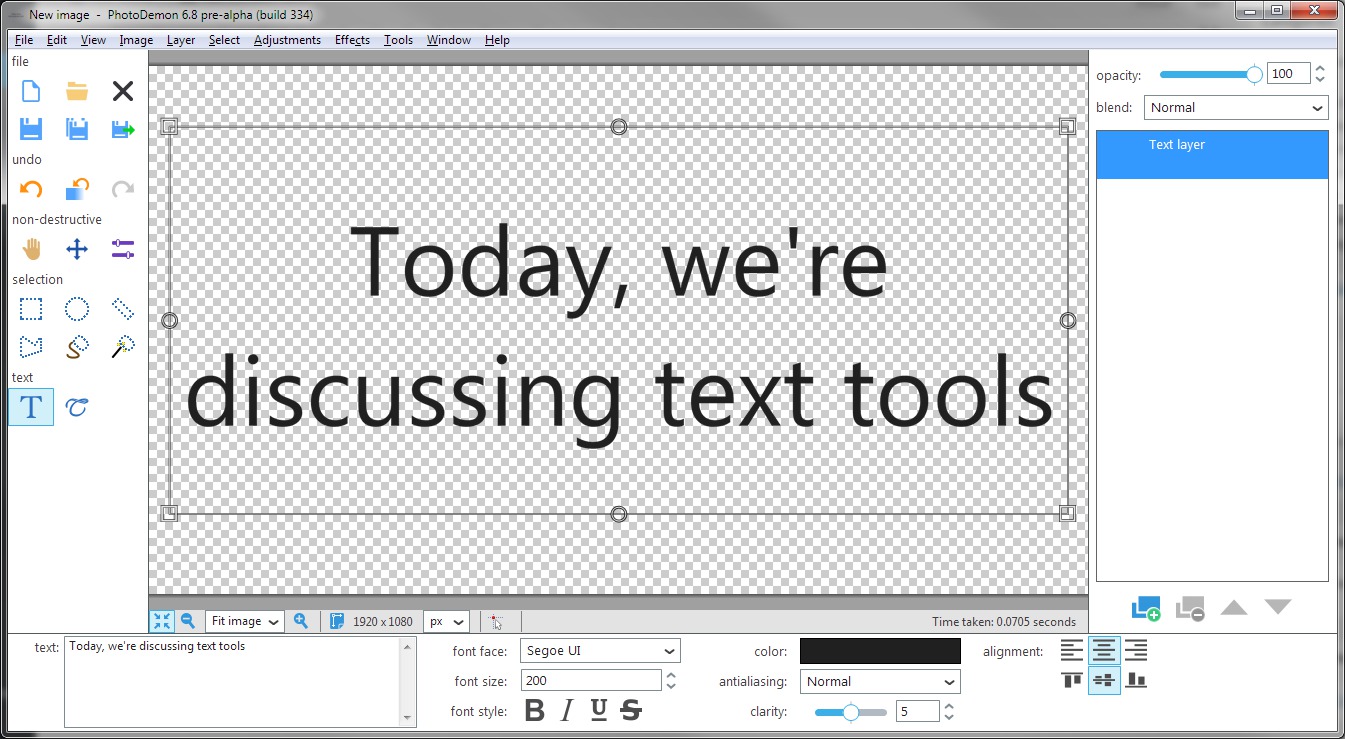 New image - PhotoDemon 6.8 pre-alpha (build 334)
File Edit View Image Layer Select Adjustments Effects Tools Window Help
file
undo
non-destructive
selection
text
T
Today, we're
discussing text tools
opacity: 100
blend: Normal
Text layer
Fit image 1920 x 1080 px Time taken: 0.0705 seconds
text: Today, we're discussing text tools
font face: Segoe UI
font size: 200
font style: B I U S
color:
antialiasing: Normal
clarity: 5
alignment: